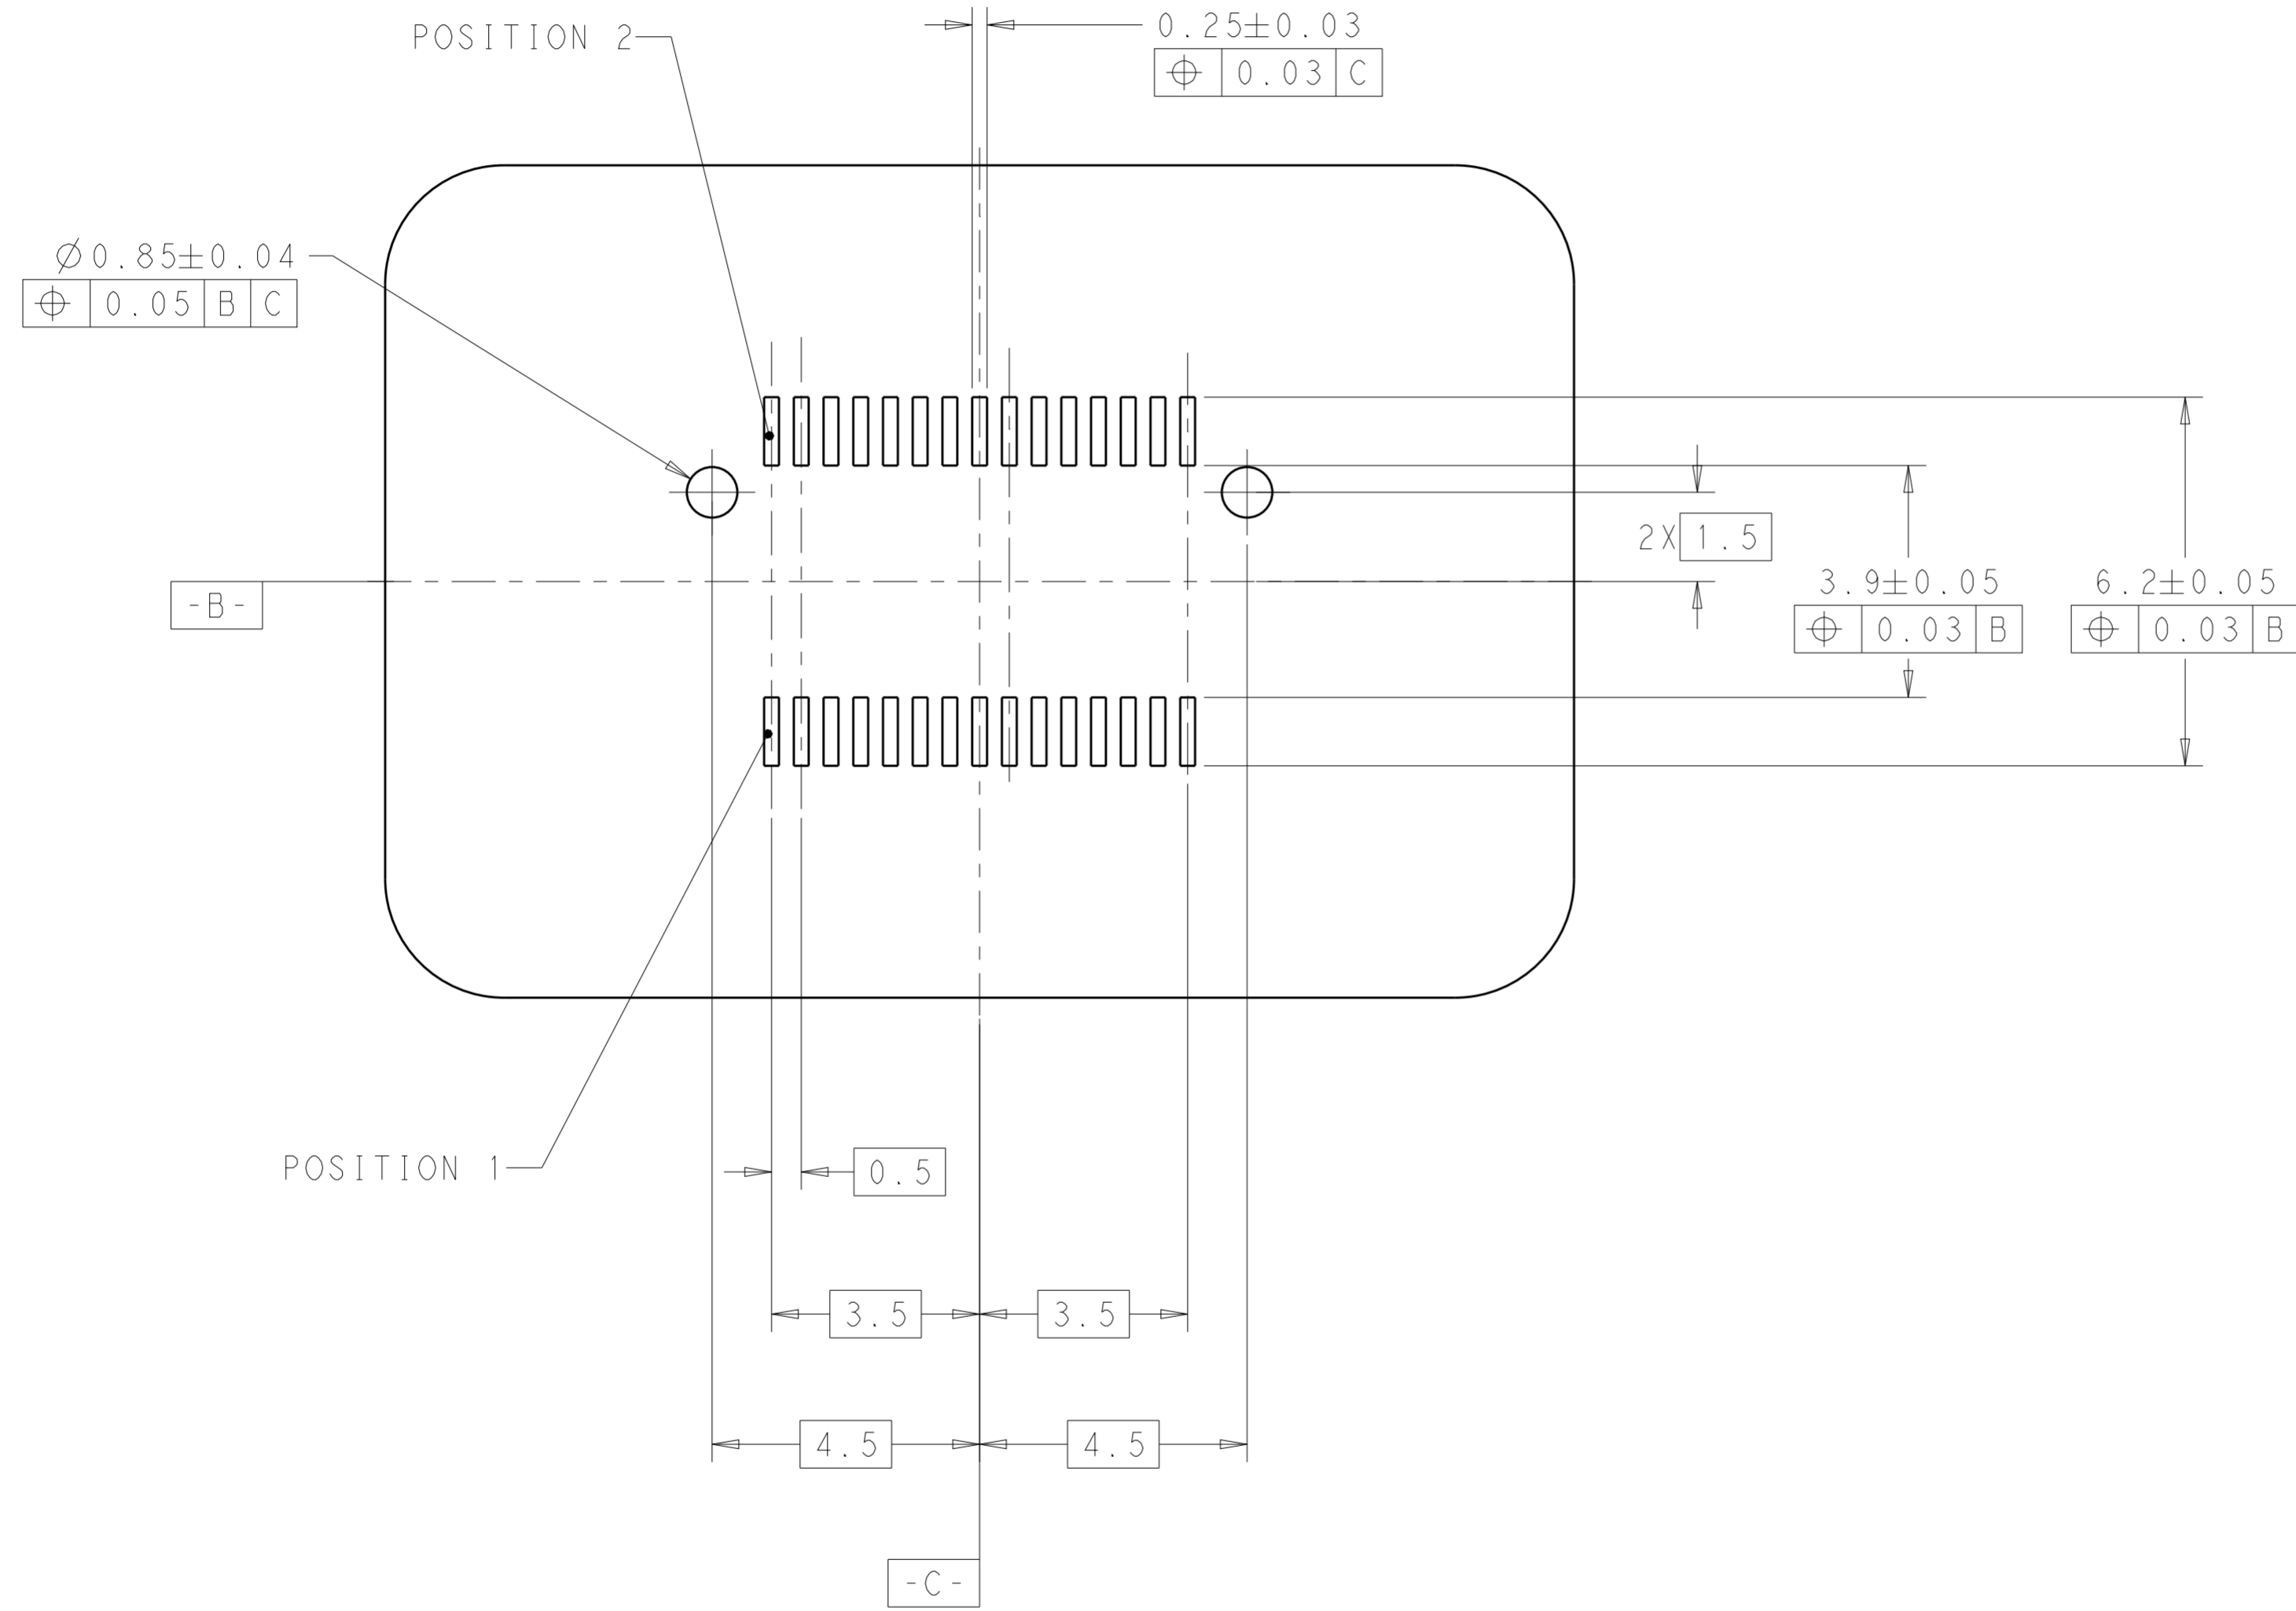 POSITION 2
0.25±0.03
⌖ 0.03 C
⌀0.85±0.04
⌖ 0.05 B C
2X 1.5
3.9±0.05
⌖ 0.03 B
6.2±0.05
⌖ 0.03 B
-B-
POSITION 1
0.5
3.5
3.5
4.5
4.5
-C-